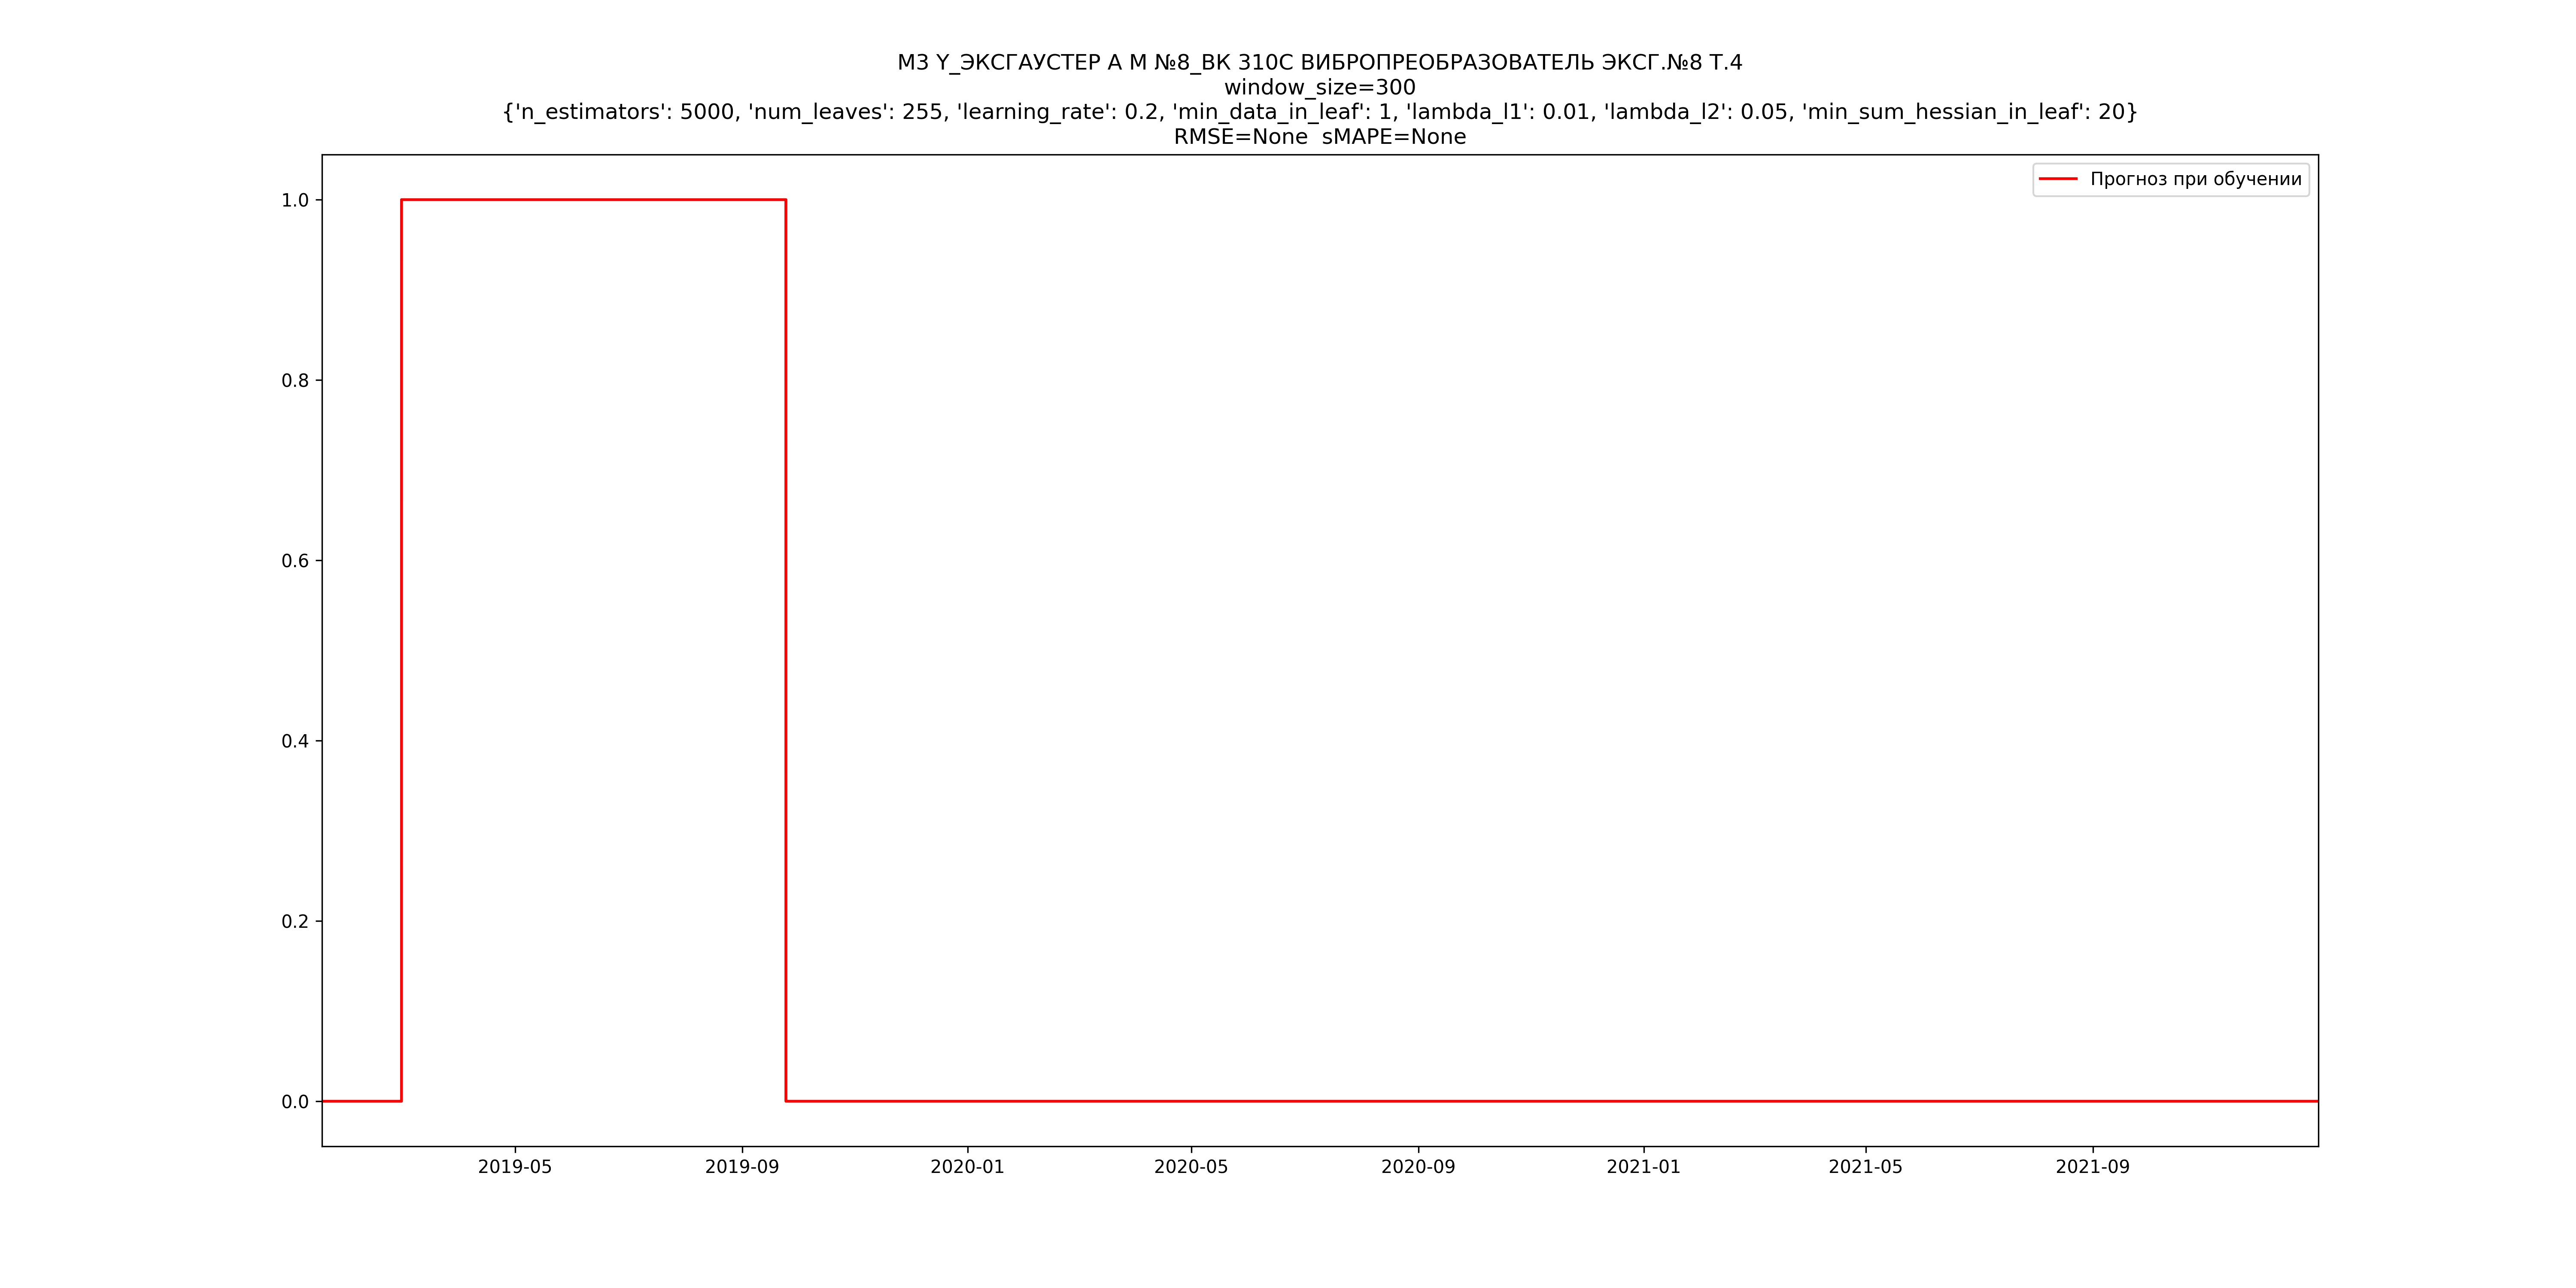 М3 Y_ЭКСГАУСТЕР А М №8_ВК 310С ВИБРОПРЕОБРАЗОВАТЕЛЬ ЭКСГ.№8 Т.4
window_size=300
{'n_estimators': 5000, 'num_leaves': 255, 'learning_rate': 0.2, 'min_data_in_leaf': 1, 'lambda_l1': 0.01, 'lambda_l2': 0.05, 'min_sum_hessian_in_leaf': 20}
RMSE=None sMAPE=None
Прогноз при обучении
1.0
0.8
0.6
0.4
0.2
0.0
2019-05 2019-09 2020-01 2020-05 2020-09 2021-01 2021-05 2021-09